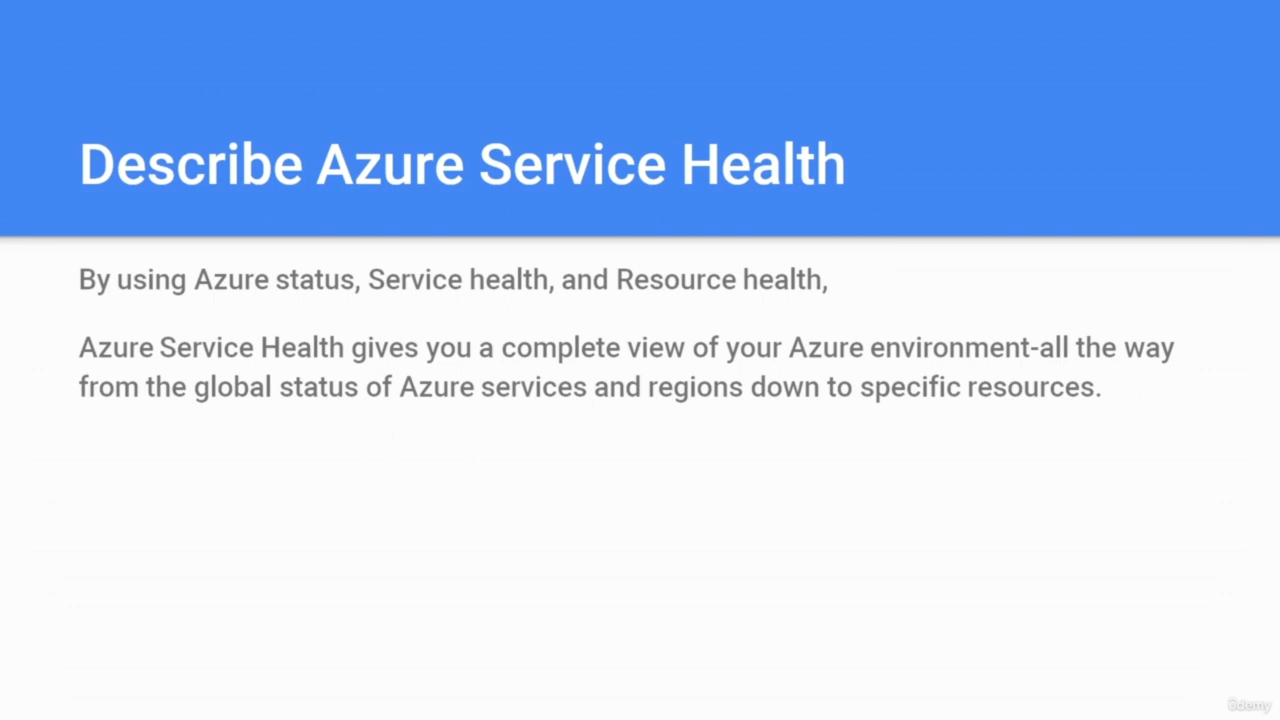 Describe Azure Service Health
By using Azure status, Service health, and Resource health,
Azure Service Health gives you a complete view of your Azure environment-all the way
from the global status of Azure services and regions down to specific resources.
ûdemy